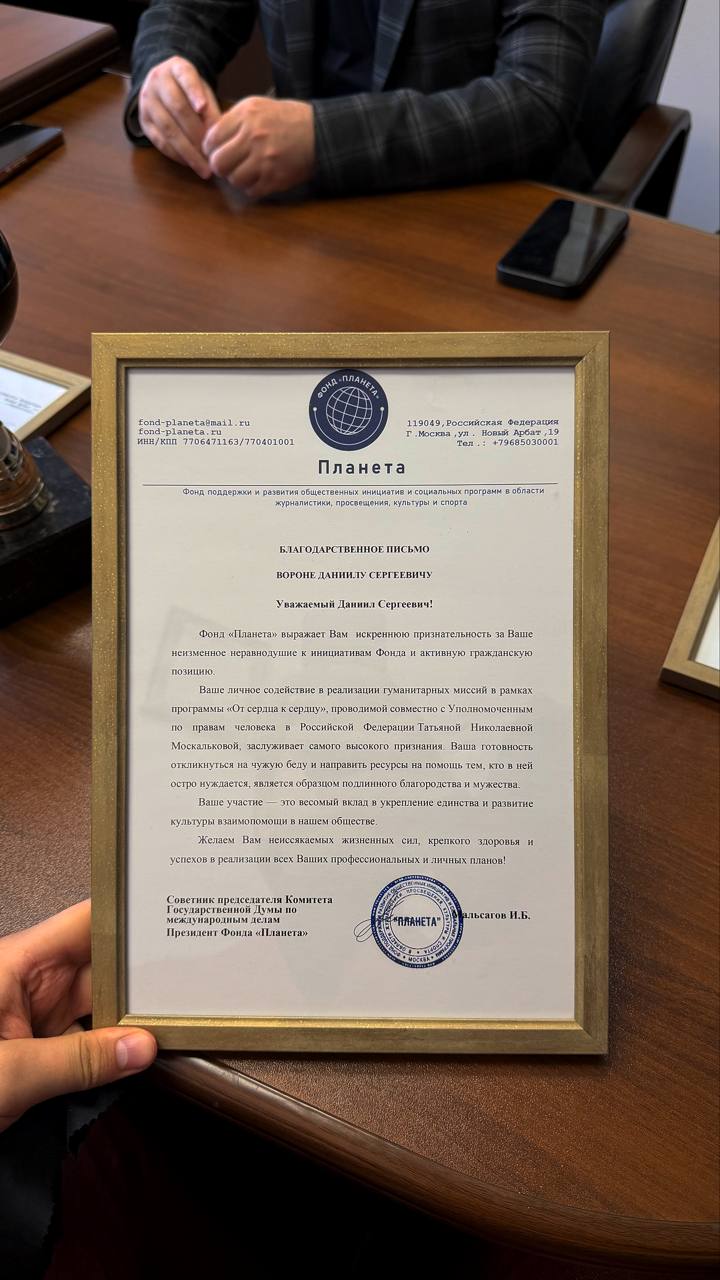 ФОНД «ПЛАНЕТА»
fond-planeta@mail.ru
fond-planeta.ru
ИНН/КПП 7706471163/770401001
119049,Российская Федерация
Г.Москва ,ул. Новый Арбат ,19
Тел.: +79685030001
Планета
Фонд поддержки и развития общественных инициатив и социальных программ в области
журналистики, просвещения, культуры и спорта
БЛАГОДАРСТВЕННОЕ ПИСЬМО
ВОРОНЕ ДАНИИЛУ СЕРГЕЕВИЧУ
Уважаемый Даниил Сергеевич!
Фонд «Планета» выражает Вам искреннюю признательность за Ваше
неизменное неравнодушие к инициативам Фонда и активную гражданскую
позицию.
Ваше личное содействие в реализации гуманитарных миссий в рамках
программы «От сердца к сердцу», проводимой совместно с Уполномоченным
по правам человека в Российской Федерации Татьяной Николаевной
Москальковой, заслуживает самого высокого признания. Ваша готовность
откликнуться на чужую беду и направить ресурсы на помощь тем, кто в ней
остро нуждается, является образцом подлинного благородства и мужества.
Ваше участие — это весомый вклад в укрепление единства и развитие
культуры взаимопомощи в нашем обществе.
Желаем Вам неиссякаемых жизненных сил, крепкого здоровья и
успехов в реализации всех Ваших профессиональных и личных планов!
Советник председателя Комитета
Государственной Думы по
международным делам
Президент Фонда «Планета»
"ПЛАНЕТА"
МОСКВА
Мальсагов И.Б.